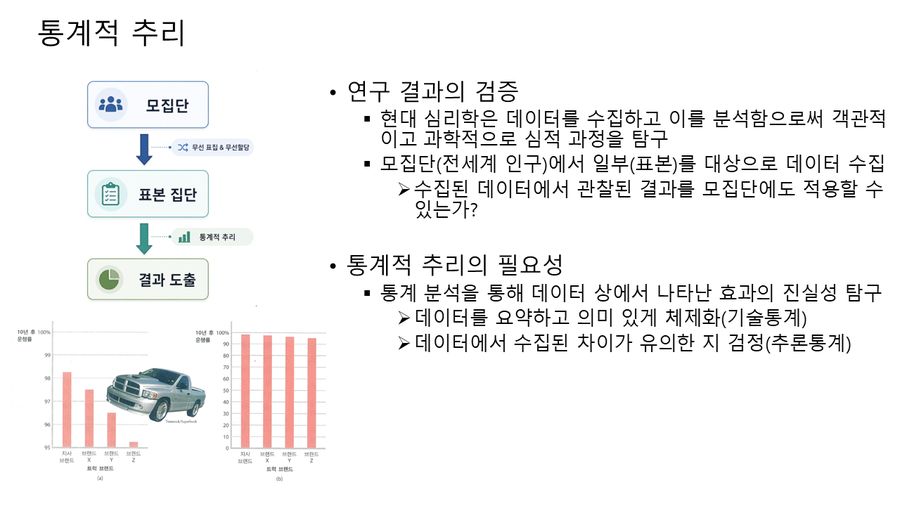 통계적 추리
모집단
무선 표집 & 무선할당
표본 집단
통계적 추리
결과 도출
• 연구 결과의 검증
▪ 현대 심리학은 데이터를 수집하고 이를 분석함으로써 객관적
이고 과학적으로 심적 과정을 탐구
▪ 모집단(전세계 인구)에서 일부(표본)를 대상으로 데이터 수집
➢수집된 데이터에서 관찰된 결과를 모집단에도 적용할 수
있는가?
• 통계적 추리의 필요성
▪ 통계 분석을 통해 데이터 상에서 나타난 효과의 진실성 탐구
➢데이터를 요약하고 의미 있게 체제화(기술통계)
➢데이터에서 수집된 차이가 유의한 지 검정(추론통계)
10년 후
운행률
100%
99
98
97
96
95
지사
브랜드
브랜드
X
브랜드
Y
브랜드
Z
트럭 브랜드
(a)
10년 후
운행률
100%
90
80
70
60
50
40
30
20
10
0
지사
브랜드
브랜드
X
브랜드
Y
브랜드
Z
트럭 브랜드
(b)